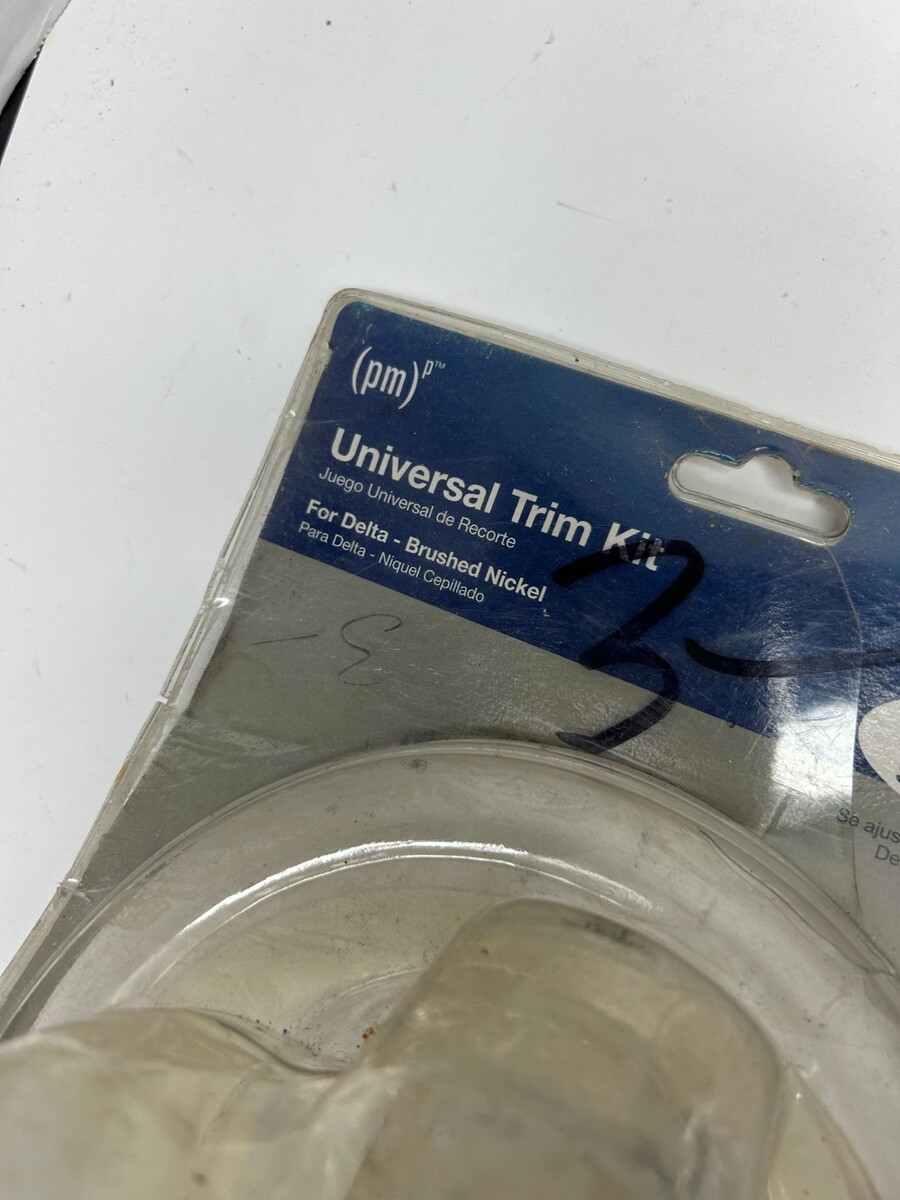 (pm)p™
Universal Trim Kit
Juego Universal de Recorte
For Delta - Brushed Nickel
Para Delta - Niquel Cepillado
3
Se ajus
De